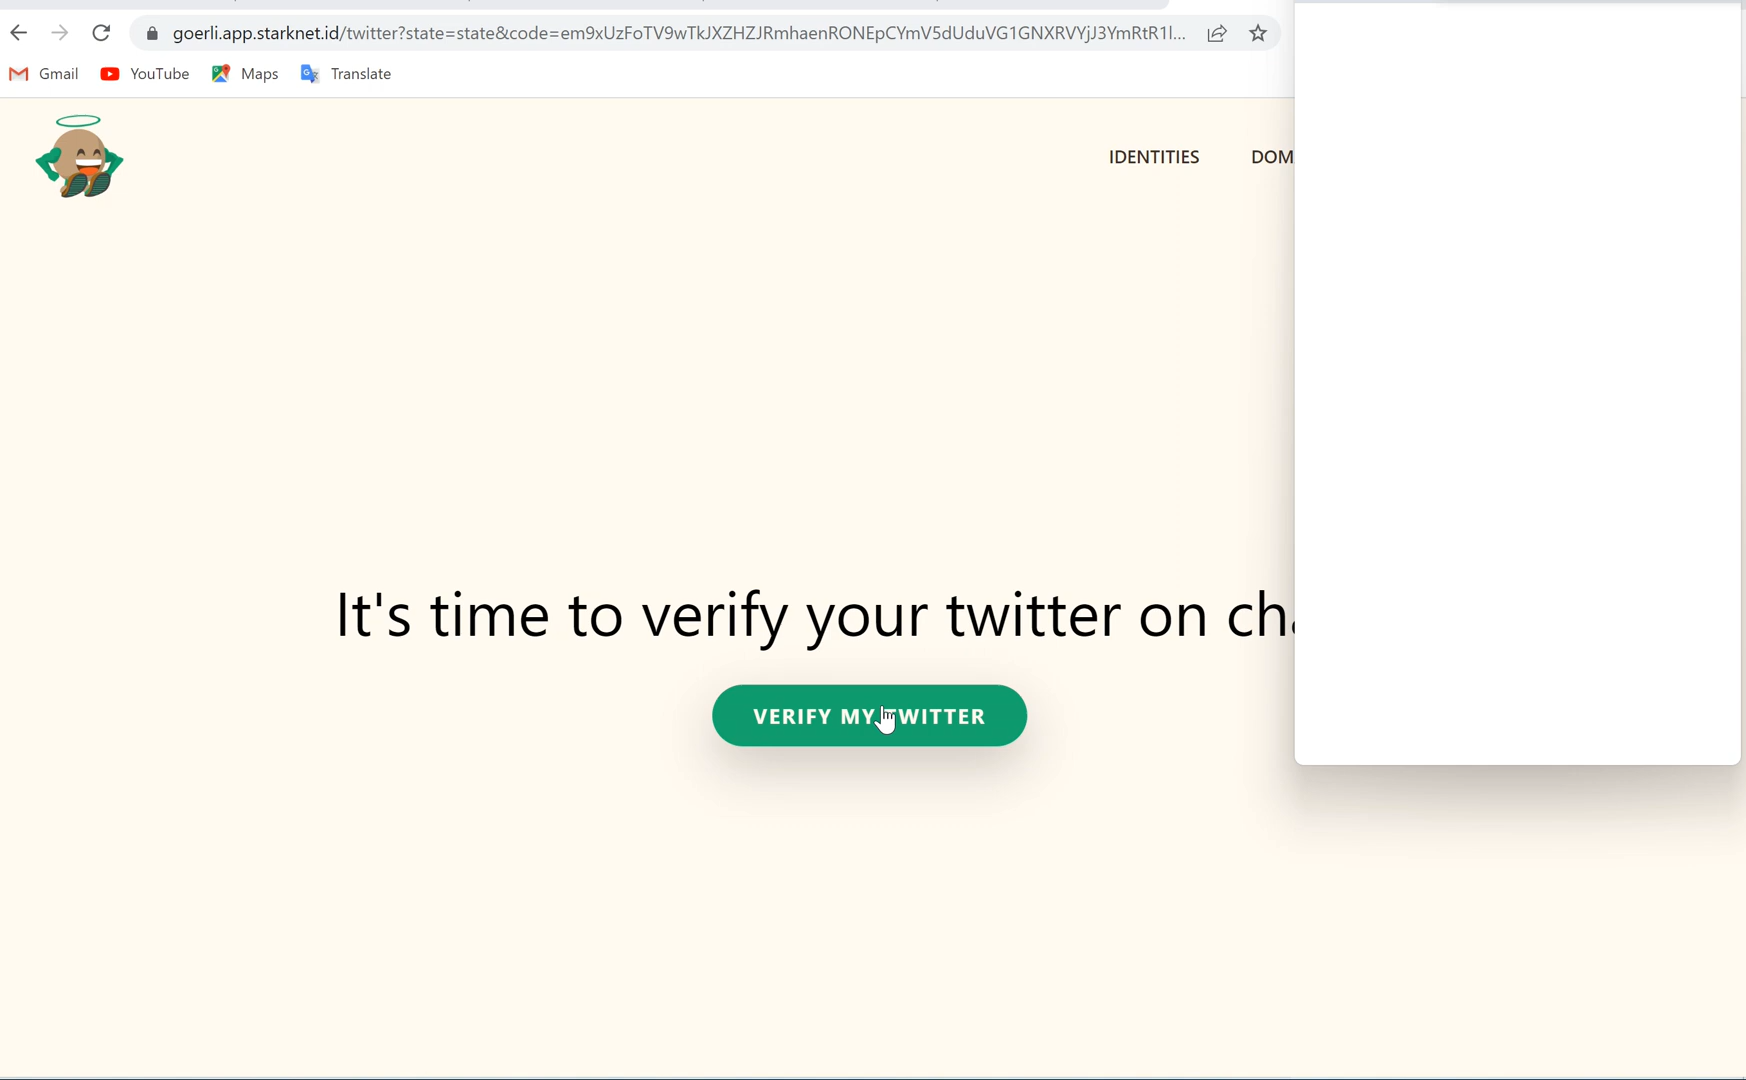 goerli.app.starknet.id/twitter?state=state&code=em9xUzFoTV9wTkJXZHZJRmhaenRONEpCYmV5dUduVG1GNXRVYjJ3YmRtR1l...
Gmail YouTube Maps Translate
IDENTITIES DOM
It's time to verify your twitter on cha
VERIFY MY TWITTER